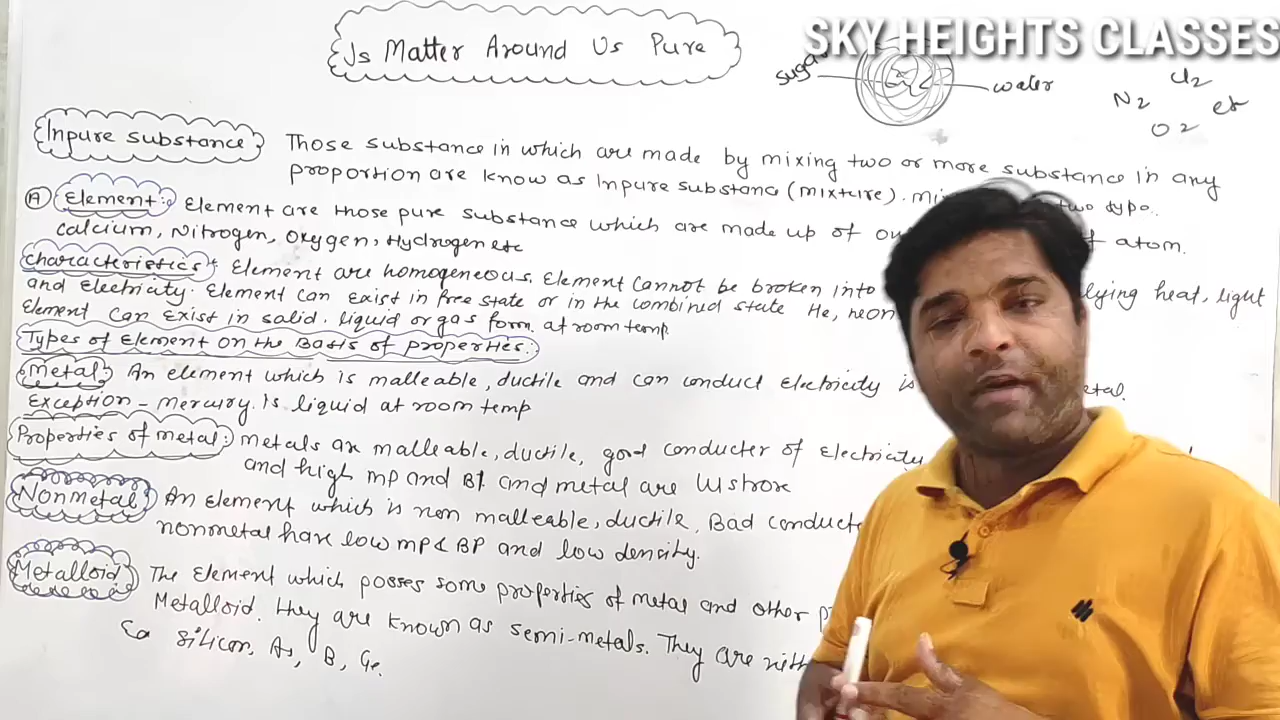 SKY HEIGHTS CLASSES
Is Matter Around Us Pure
sugar
water
N2
Cl2
O2
Inpure substance
Those substance in which are made by mixing two or more substance in any
proportion are know as Inpure substance (mixture). two typo..
(A) Element: Element are those pure substance which are made up of atom.
Calcium, Nitrogen, Oxygen, Hydrogen etc
Characteristics Element are homogeneous. Element cannot be broken into heat, light
and Electricity. Element can Exist in free state or in the combined state He, neon
Element can Exist in solid, liquid or gas form. at room temp
Types of Element on the Basis of properties:
Metal: An element which is malleable, ductile and can conduct Electricity is
Exception - Mercury. Is liquid at room temp
Properties of metal: Metals are malleable, ductile, good conducter of Electricity
and high mp and and metal are
Nonmetal An Element which is non malleable, ductile, Bad
nonmetal have low mp & BP and low density.
Metalloid The Element which posses some properties of metal and other
Metalloid. they are known as semi-metals. They are
silicon, As, B, Ge.